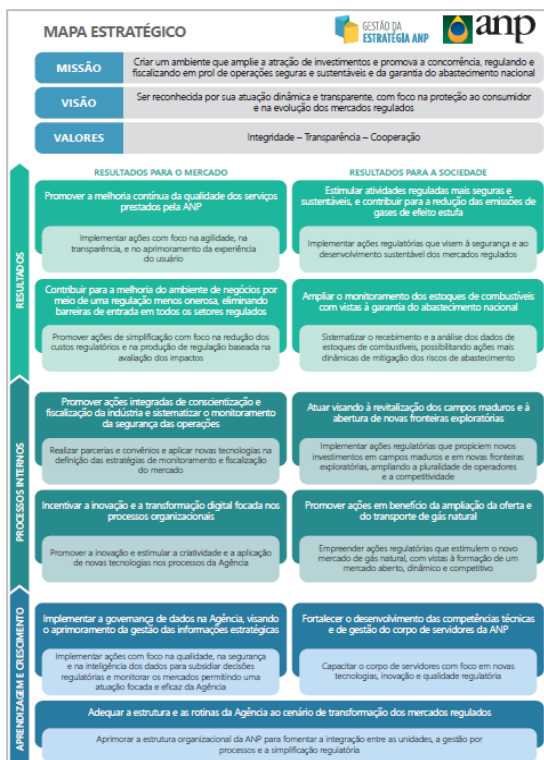 MAPA ESTRATÉGICO
GESTÃO DA
ESTRATÉGIA ANP
anp
MISSÃO
Criar um ambiente que amplie a atração de investimentos e promova a concorrência, regulando e
fiscalizando em prol de operações seguras e sustentáveis e da garantia do abastecimento nacional
VISÃO
Ser reconhecida por sua atuação dinâmica e transparente, com foco na proteção ao consumidor
e na evolução dos mercados regulados
VALORES
Integridade – Transparência – Cooperação
RESULTADOS PARA O MERCADO
RESULTADOS PARA A SOCIEDADE
RESULTADOS
Promover a melhoria contínua da qualidade dos serviços
prestados pela ANP
Implementar ações com foco na agilidade, na
transparência, e no aprimoramento da experiência
do usuário
Estimular atividades reguladas mais seguras e
sustentáveis, e contribuir para a redução das emissões de
gases de efeito estufa
Implementar ações regulatórias que visem à segurança e ao
desenvolvimento sustentável dos mercados regulados
Contribuir para a melhoria do ambiente de negócios por
meio de uma regulação menos onerosa, eliminando
barreiras de entrada em todos os setores regulados
Promover ações de simplificação com foco na redução dos
custos regulatórios e na produção de regulação baseada na
avaliação dos impactos
Ampliar o monitoramento dos estoques de combustíveis
com vistas à garantia do abastecimento nacional
Sistematizar o recebimento e a análise dos dados de
estoques de combustíveis, possibilitando ações mais
dinâmicas de mitigação dos riscos de abastecimento
PROCESSOS INTERNOS
Promover ações integradas de conscientização e
fiscalização da indústria e sistematizar o monitoramento
da segurança das operações
Realizar parcerias e convênios e aplicar novas tecnologias na
definição das estratégias de monitoramento e fiscalização
do mercado
Atuar visando à revitalização dos campos maduros e à
abertura de novas fronteiras exploratórias
Implementar ações regulatórias que propiciem novos
investimentos em campos maduros e em novas fronteiras
exploratórias, ampliando a pluralidade de operadores
e a competitividade
Incentivar a inovação e a transformação digital focada nos
processos organizacionais
Promover a inovação e estimular a criatividade e a aplicação
de novas tecnologias nos processos da Agência
Promover ações em benefício da ampliação da oferta e
do transporte de gás natural
Empreender ações regulatórias que estimulem o novo
mercado de gás natural, com vistas à formação de um
mercado aberto, dinâmico e competitivo
APRENDIZAGEM E CRESCIMENTO
Implementar a governança de dados na Agência, visando
o aprimoramento da gestão das informações estratégicas
Implementar ações com foco na qualidade, na segurança
e na inteligência dos dados para subsidiar decisões
regulatórias e monitorar os mercados permitindo uma
atuação focada e eficaz da Agência
Fortalecer o desenvolvimento das competências técnicas
e de gestão do corpo de servidores da ANP
Capacitar o corpo de servidores com foco em novas
tecnologias, inovação e qualidade regulatória
Adequar a estrutura e as rotinas da Agência ao cenário de transformação dos mercados regulados
Aprimorar a estrutura organizacional da ANP para fomentar a integração entre as unidades, a gestão por
processos e a simplificação regulatória